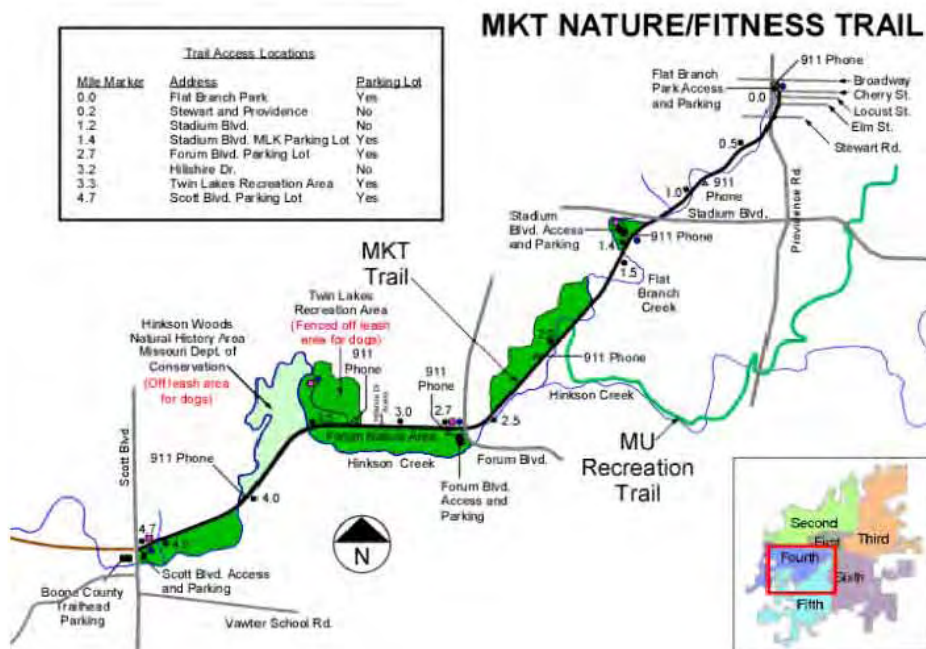 MKT NATURE/FITNESS TRAIL
Trail Access Locations
Mile Marker Address Parking Lot
0.0 Flat Branch Park Yes
0.2 Stewart and Providence No
1.2 Stadium Blvd. No
1.4 Stadium Blvd. MLK Parking Lot Yes
2.7 Forum Blvd. Parking Lot Yes
3.2 Hillshire Dr. No
3.3 Twin Lakes Recreation Area Yes
4.7 Scott Blvd. Parking Lot Yes
911 Phone
Flat Branch
Park Access
and Parking
0.0
Broadway
Cherry St.
Locust St.
Elm St.
Stewart Rd.
0.5
1.0
911
Phone
Stadium Blvd.
Providence Rd.
Stadium
Blvd. Access
and Parking
1.4
911 Phone
1.5
Flat
Branch
Creek
MKT
Trail
911 Phone
Hinkson Creek
MU
Recreation
Trail
Twin Lakes
Recreation Area
(Fenced off leash
area for dogs)
911
Phone
Hinkson Woods
Natural History Area
Missouri Dept. of
Conservation
(Off leash area
for dogs)
911
Phone
3.0
2.7
2.5
Forum Nature Area
Hinkson Creek
Forum Blvd.
Forum Blvd.
Access and
Parking
Scott Blvd.
911 Phone
4.0
4.7
Scott Blvd. Access
and Parking
Boone County
Trailhead
Parking
Vawter School Rd.
N
Second
First
Third
Fourth
Sixth
Fifth